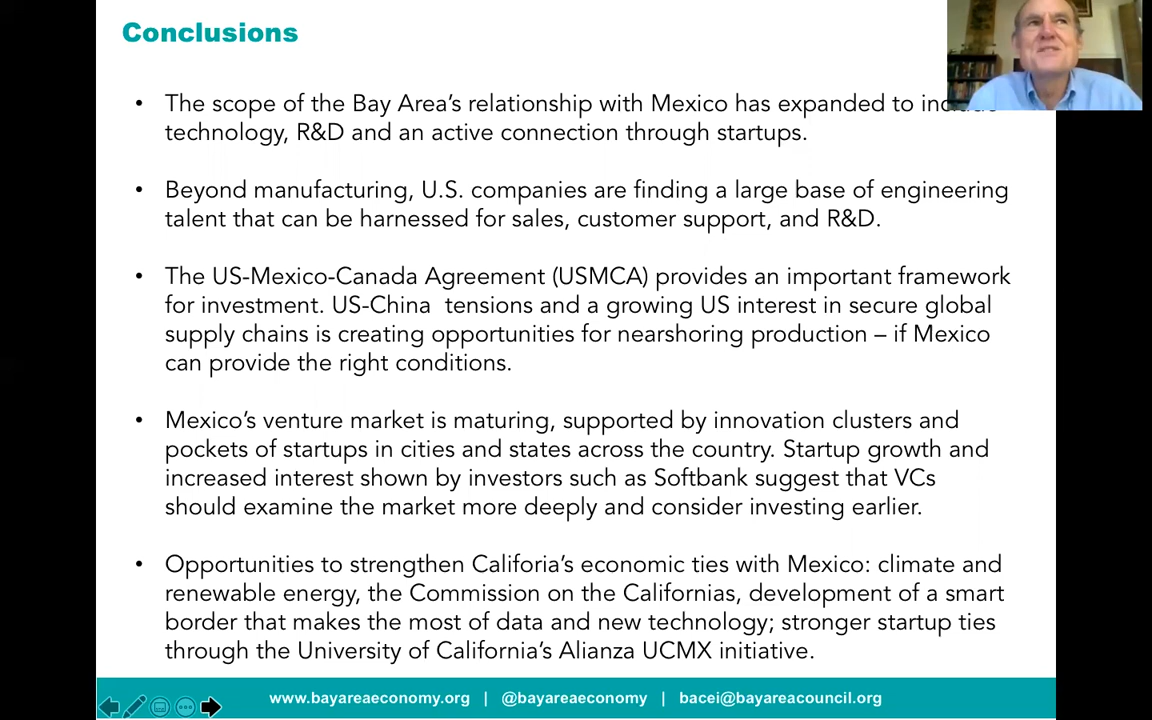 Conclusions
• The scope of the Bay Area's relationship with Mexico has expanded to
technology, R&D and an active connection through startups.
• Beyond manufacturing, U.S. companies are finding a large base of engineering
talent that can be harnessed for sales, customer support, and R&D.
• The US-Mexico-Canada Agreement (USMCA) provides an important framework
for investment. US-China  tensions and a growing US interest in secure global
supply chains is creating opportunities for nearshoring production – if Mexico
can provide the right conditions.
• Mexico's venture market is maturing, supported by innovation clusters and
pockets of startups in cities and states across the country. Startup growth and
increased interest shown by investors such as Softbank suggest that VCs
should examine the market more deeply and consider investing earlier.
• Opportunities to strengthen Califoria's economic ties with Mexico: climate and
renewable energy, the Commission on the Californias, development of a smart
border that makes the most of data and new technology; stronger startup ties
through the University of California's Alianza UCMX initiative.
www.bayareaeconomy.org | @bayareaeconomy | bacei@bayareacouncil.org